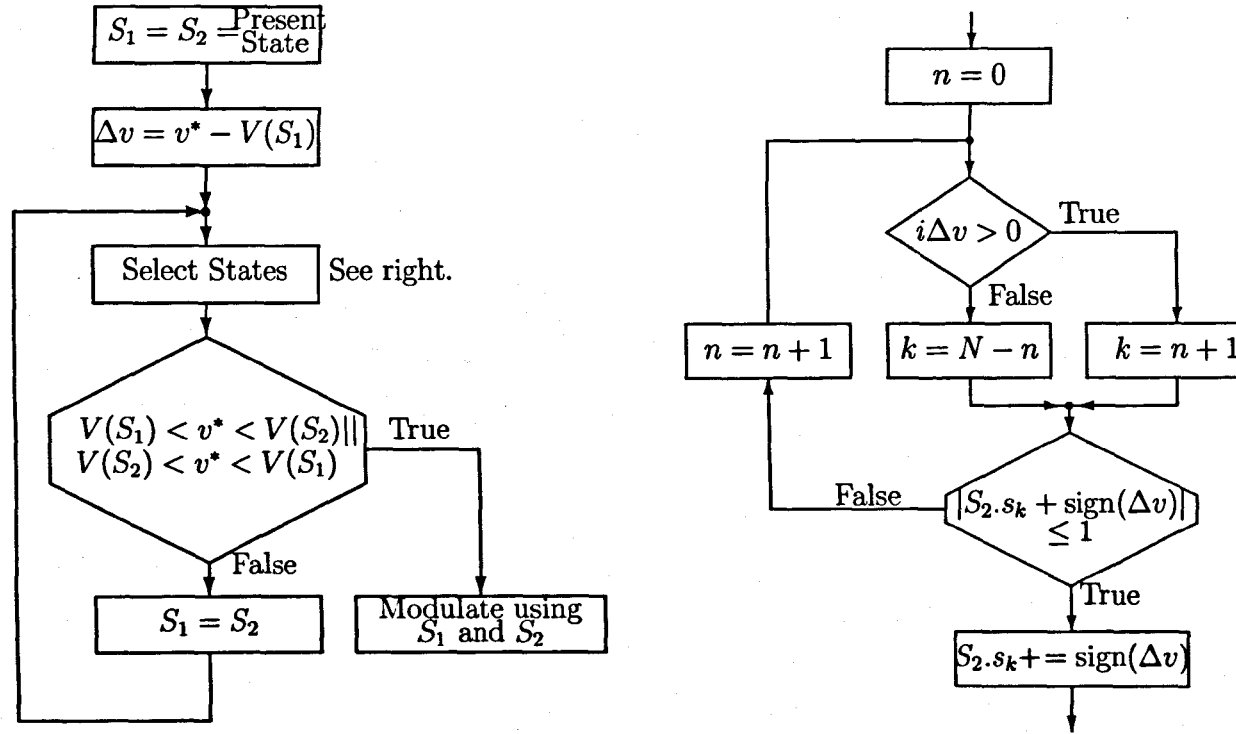 S₁ = S₂ = Present State
Δv = v* − V(S₁)
Select States
See right.
V(S₁) < v* < V(S₂)||
V(S₂) < v* < V(S₁)
True
False
S₁ = S₂
Modulate using
S₁ and S₂
n = 0
iΔv > 0
True
False
n = n + 1
k = N − n
k = n + 1
|S₂.sₖ + sign(Δv)|
≤ 1
False
True
S₂.sₖ+ = sign(Δv)